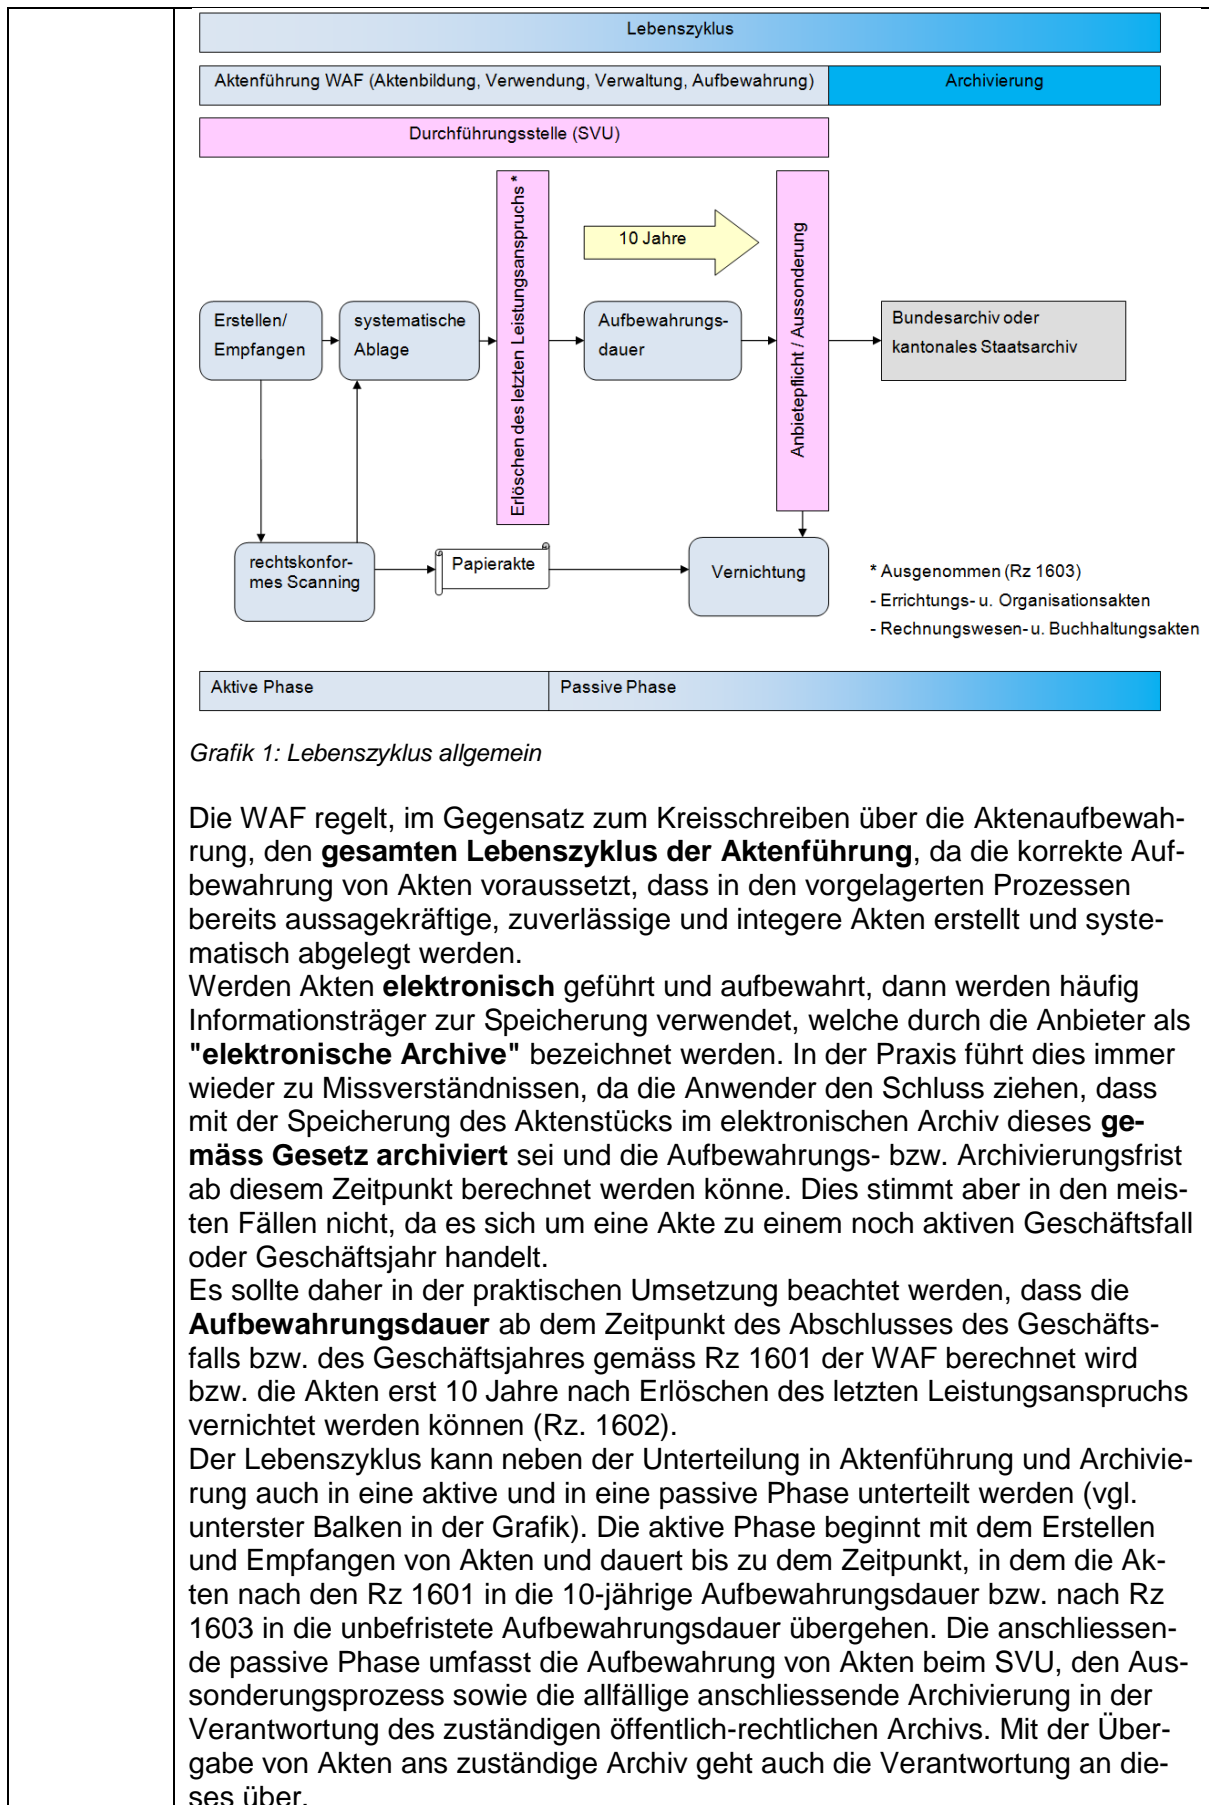 Lebenszyklus
Aktenführung WAF (Aktenbildung, Verwendung, Verwaltung, Aufbewahrung)
Archivierung
Durchführungsstelle (SVU)
Erlöschen des letzten Leistungsanspruchs *
10 Jahre
Anbietepflicht / Aussonderung
Erstellen/
Empfangen
systematische
Ablage
Aufbewahrungs-
dauer
Bundesarchiv oder
kantonales Staatsarchiv
rechtskonfor-
mes Scanning
Papierakte
Vernichtung
* Ausgenommen (Rz 1603)
- Errichtungs- u. Organisationsakten
- Rechnungswesen- u. Buchhaltungsakten
Aktive Phase
Passive Phase
Grafik 1: Lebenszyklus allgemein
Die WAF regelt, im Gegensatz zum Kreisschreiben über die Aktenaufbewah-
rung, den gesamten Lebenszyklus der Aktenführung, da die korrekte Auf-
bewahrung von Akten voraussetzt, dass in den vorgelagerten Prozessen
bereits aussagekräftige, zuverlässige und integere Akten erstellt und syste-
matisch abgelegt werden.
Werden Akten elektronisch geführt und aufbewahrt, dann werden häufig
Informationsträger zur Speicherung verwendet, welche durch die Anbieter als
"elektronische Archive" bezeichnet werden. In der Praxis führt dies immer
wieder zu Missverständnissen, da die Anwender den Schluss ziehen, dass
mit der Speicherung des Aktenstücks im elektronischen Archiv dieses ge-
mäss Gesetz archiviert sei und die Aufbewahrungs- bzw. Archivierungsfrist
ab diesem Zeitpunkt berechnet werden könne. Dies stimmt aber in den meis-
ten Fällen nicht, da es sich um eine Akte zu einem noch aktiven Geschäftsfall
oder Geschäftsjahr handelt.
Es sollte daher in der praktischen Umsetzung beachtet werden, dass die
Aufbewahrungsdauer ab dem Zeitpunkt des Abschlusses des Geschäfts-
falls bzw. des Geschäftsjahres gemäss Rz 1601 der WAF berechnet wird
bzw. die Akten erst 10 Jahre nach Erlöschen des letzten Leistungsanspruchs
vernichtet werden können (Rz. 1602).
Der Lebenszyklus kann neben der Unterteilung in Aktenführung und Archivie-
rung auch in eine aktive und in eine passive Phase unterteilt werden (vgl.
unterster Balken in der Grafik). Die aktive Phase beginnt mit dem Erstellen
und Empfangen von Akten und dauert bis zu dem Zeitpunkt, in dem die Ak-
ten nach den Rz 1601 in die 10-jährige Aufbewahrungsdauer bzw. nach Rz
1603 in die unbefristete Aufbewahrungsdauer übergehen. Die anschliessen-
de passive Phase umfasst die Aufbewahrung von Akten beim SVU, den Aus-
sonderungsprozess sowie die allfällige anschliessende Archivierung in der
Verantwortung des zuständigen öffentlich-rechtlichen Archivs. Mit der Über-
gabe von Akten ans zuständige Archiv geht auch die Verantwortung an die-
ses über.